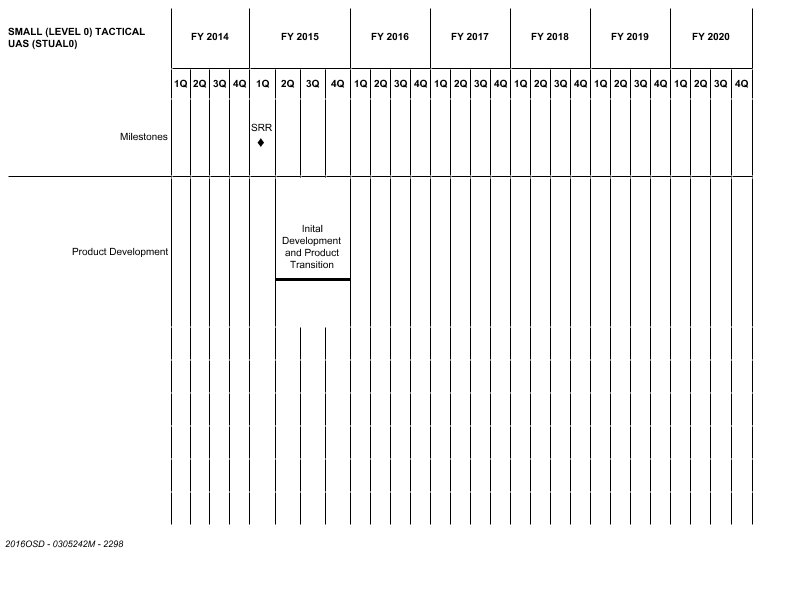 SMALL (LEVEL 0) TACTICAL
UAS (STUAL0)
FY 2014 FY 2015 FY 2016 FY 2017 FY 2018 FY 2019 FY 2020
1Q 2Q 3Q 4Q 1Q 2Q 3Q 4Q 1Q 2Q 3Q 4Q 1Q 2Q 3Q 4Q 1Q 2Q 3Q 4Q 1Q 2Q 3Q 4Q 1Q 2Q 3Q 4Q
Milestones
SRR
Product Development
Inital
Development
and Product
Transition
2016OSD - 0305242M - 2298